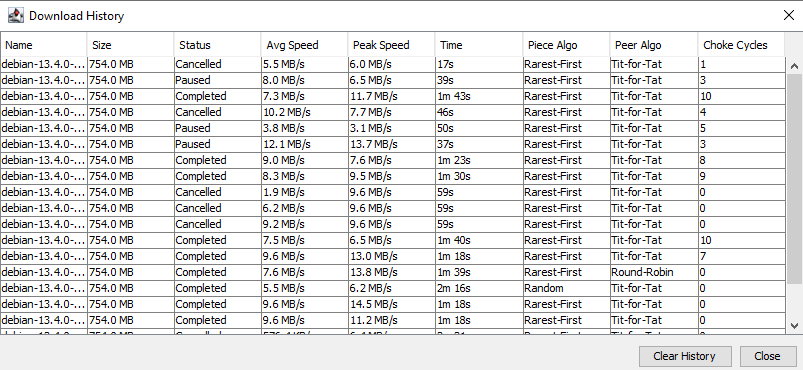 Download History
Name Size Status Avg Speed Peak Speed Time Piece Algo Peer Algo Choke Cycles
debian-13.4.0-... 754.0 MB Cancelled 5.5 MB/s 6.0 MB/s 17s Rarest-First Tit-for-Tat 1
debian-13.4.0-... 754.0 MB Paused 8.0 MB/s 6.5 MB/s 39s Rarest-First Tit-for-Tat 3
debian-13.4.0-... 754.0 MB Completed 7.3 MB/s 11.7 MB/s 1m 43s Rarest-First Tit-for-Tat 10
debian-13.4.0-... 754.0 MB Cancelled 10.2 MB/s 7.7 MB/s 46s Rarest-First Tit-for-Tat 4
debian-13.4.0-... 754.0 MB Paused 3.8 MB/s 3.1 MB/s 50s Rarest-First Tit-for-Tat 5
debian-13.4.0-... 754.0 MB Paused 12.1 MB/s 13.7 MB/s 37s Rarest-First Tit-for-Tat 3
debian-13.4.0-... 754.0 MB Completed 9.0 MB/s 7.6 MB/s 1m 23s Rarest-First Tit-for-Tat 8
debian-13.4.0-... 754.0 MB Completed 8.3 MB/s 9.5 MB/s 1m 30s Rarest-First Tit-for-Tat 9
debian-13.4.0-... 754.0 MB Cancelled 1.9 MB/s 9.6 MB/s 59s Rarest-First Tit-for-Tat 0
debian-13.4.0-... 754.0 MB Cancelled 6.2 MB/s 9.6 MB/s 59s Rarest-First Tit-for-Tat 0
debian-13.4.0-... 754.0 MB Cancelled 9.2 MB/s 9.6 MB/s 59s Rarest-First Tit-for-Tat 0
debian-13.4.0-... 754.0 MB Completed 7.5 MB/s 6.5 MB/s 1m 40s Rarest-First Tit-for-Tat 10
debian-13.4.0-... 754.0 MB Completed 9.6 MB/s 13.0 MB/s 1m 18s Rarest-First Tit-for-Tat 7
debian-13.4.0-... 754.0 MB Completed 7.6 MB/s 13.8 MB/s 1m 39s Rarest-First Round-Robin 0
debian-13.4.0-... 754.0 MB Completed 5.5 MB/s 6.2 MB/s 2m 16s Random Tit-for-Tat 0
debian-13.4.0-... 754.0 MB Completed 9.6 MB/s 14.5 MB/s 1m 18s Rarest-First Tit-for-Tat 0
debian-13.4.0-... 754.0 MB Completed 9.6 MB/s 11.2 MB/s 1m 18s Rarest-First Tit-for-Tat 0
debian-13.4.0-... 754.0 MB Completed Rarest-First Tit-for-Tat 0
Clear History Close